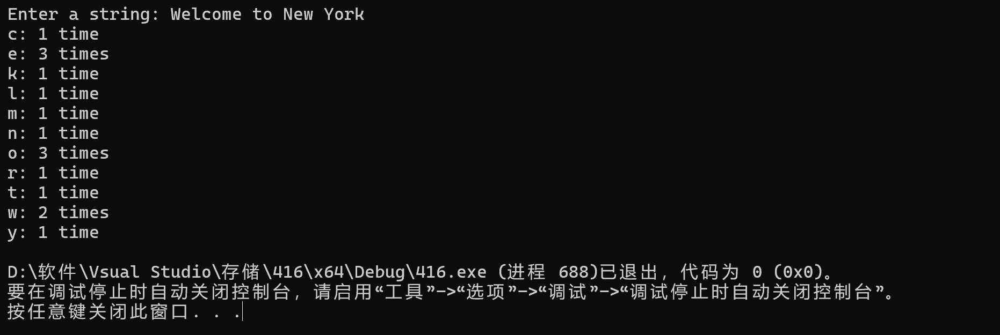 Enter a string: Welcome to New York
c: 1 time
e: 3 times
k: 1 time
l: 1 time
m: 1 time
n: 1 time
o: 3 times
r: 1 time
t: 1 time
w: 2 times
y: 1 time
D:\软件\Vsual Studio\存储\416\x64\Debug\416.exe (进程 688)已退出，代码为 0 (0x0)。
要在调试停止时自动关闭控制台，请启用“工具”->“选项”->“调试”->“调试停止时自动关闭控制台”。
按任意键关闭此窗口. . .